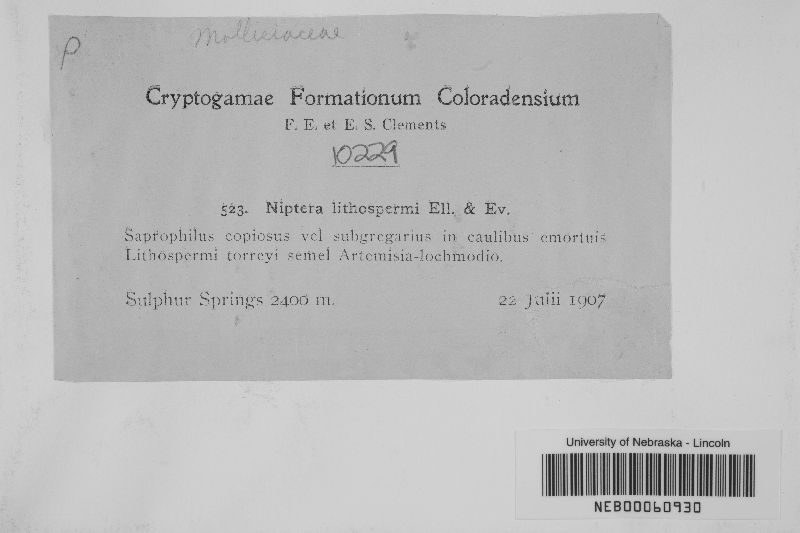 Mollisiaceae
P
Cryptogamae Formationum Coloradensium
F. E. et E. S. Clements
10229
523. Niptera lithospermi Ell. & Ev.
Saprophilus copiosus vel subgregarius in caulibus emortuis
Lithospermi torreyi semel Artemisia-lochmodio.
Sulphur Springs 2400 m. 22 Julii 1907
University of Nebraska - Lincoln
NEB00060930